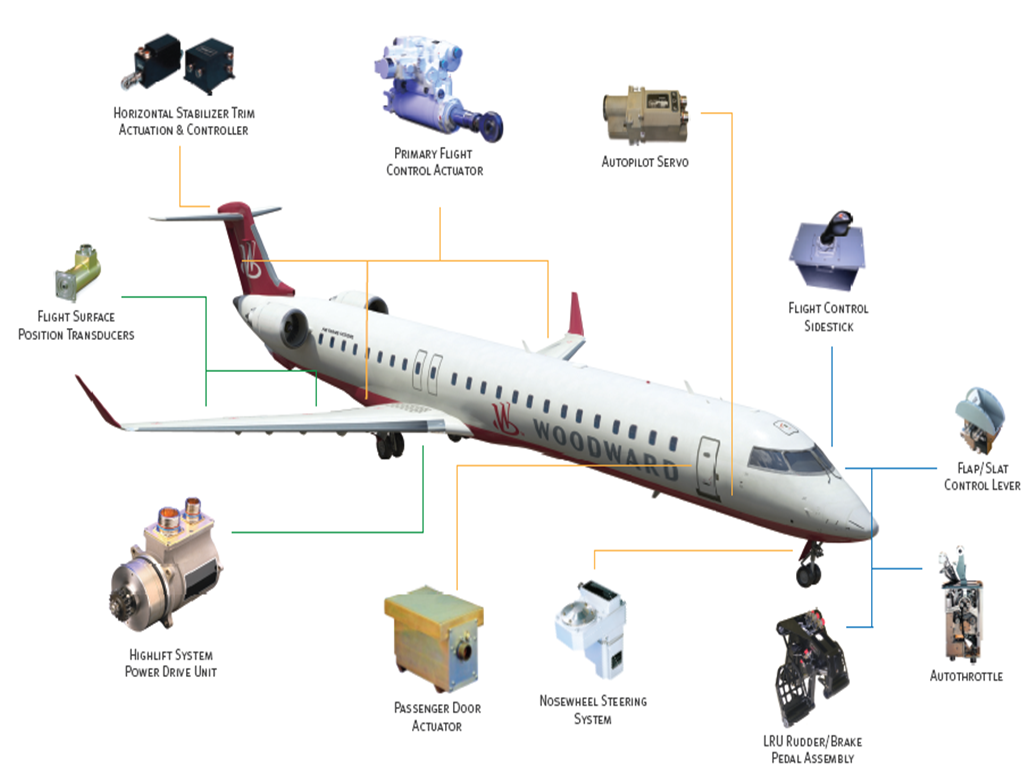 Horizontal Stabilizer Trim
Actuation & Controller
Primary Flight
Control Actuator
Autopilot Servo
Flight Surface
Position Transducers
Flight Control
Sidestick
WOODWARD
Flap/Slat
Control Lever
Highlift System
Power Drive Unit
Passenger Door
Actuator
Nosewheel Steering
System
Autothrottle
LRU Rudder/Brake
Pedal Assembly